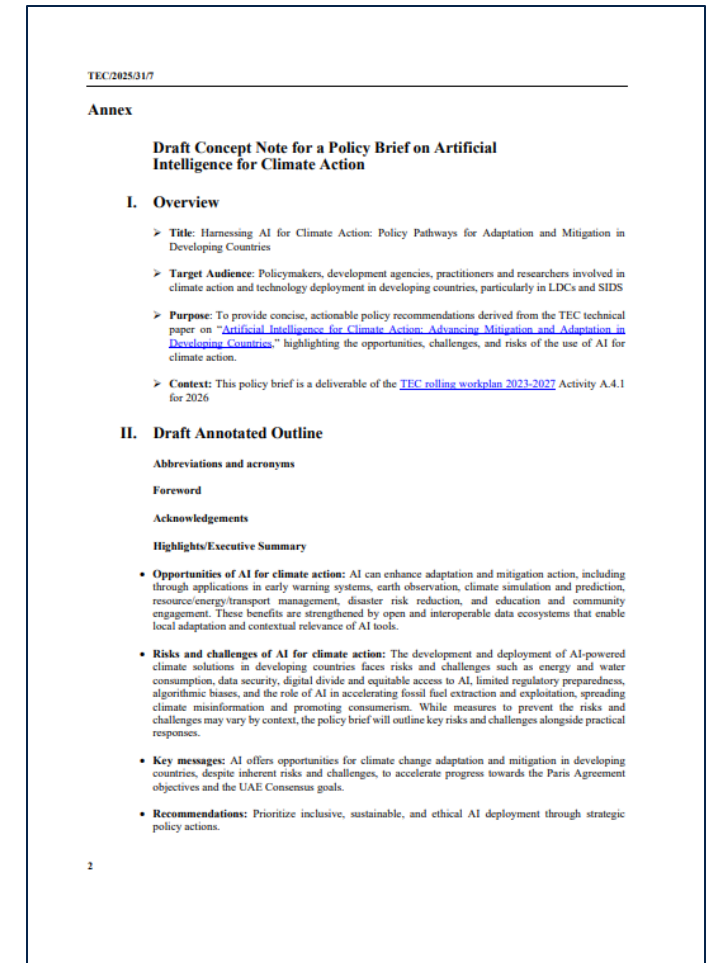 TEC/2025/31/7
Annex
Draft Concept Note for a Policy Brief on Artificial
Intelligence for Climate Action
I. Overview
➢ Title: Harnessing AI for Climate Action: Policy Pathways for Adaptation and Mitigation in
Developing Countries
➢ Target Audience: Policymakers, development agencies, practitioners and researchers involved in
climate action and technology deployment in developing countries, particularly in LDCs and SIDS
➢ Purpose: To provide concise, actionable policy recommendations derived from the TEC technical
paper on “Artificial Intelligence for Climate Action: Advancing Mitigation and Adaptation in
Developing Countries,” highlighting the opportunities, challenges, and risks of the use of AI for
climate action.
➢ Context: This policy brief is a deliverable of the TEC rolling workplan 2023-2027 Activity A.4.1
for 2026
II. Draft Annotated Outline
Abbreviations and acronyms
Foreword
Acknowledgements
Highlights/Executive Summary
• Opportunities of AI for climate action: AI can enhance adaptation and mitigation action, including
through applications in early warning systems, earth observation, climate simulation and prediction,
resource/energy/transport management, disaster risk reduction, and education and community
engagement. These benefits are strengthened by open and interoperable data ecosystems that enable
local adaptation and contextual relevance of AI tools.
• Risks and challenges of AI for climate action: The development and deployment of AI-powered
climate solutions in developing countries faces risks and challenges such as energy and water
consumption, data security, digital divide and equitable access to AI, limited regulatory preparedness,
algorithmic biases, and the role of AI in accelerating fossil fuel extraction and exploitation, spreading
climate misinformation and promoting consumerism. While measures to prevent the risks and
challenges may vary by context, the policy brief will outline key risks and challenges alongside practical
responses.
• Key messages: AI offers opportunities for climate change adaptation and mitigation in developing
countries, despite inherent risks and challenges, to accelerate progress towards the Paris Agreement
objectives and the UAE Consensus goals.
• Recommendations: Prioritize inclusive, sustainable, and ethical AI deployment through strategic
policy actions.
2